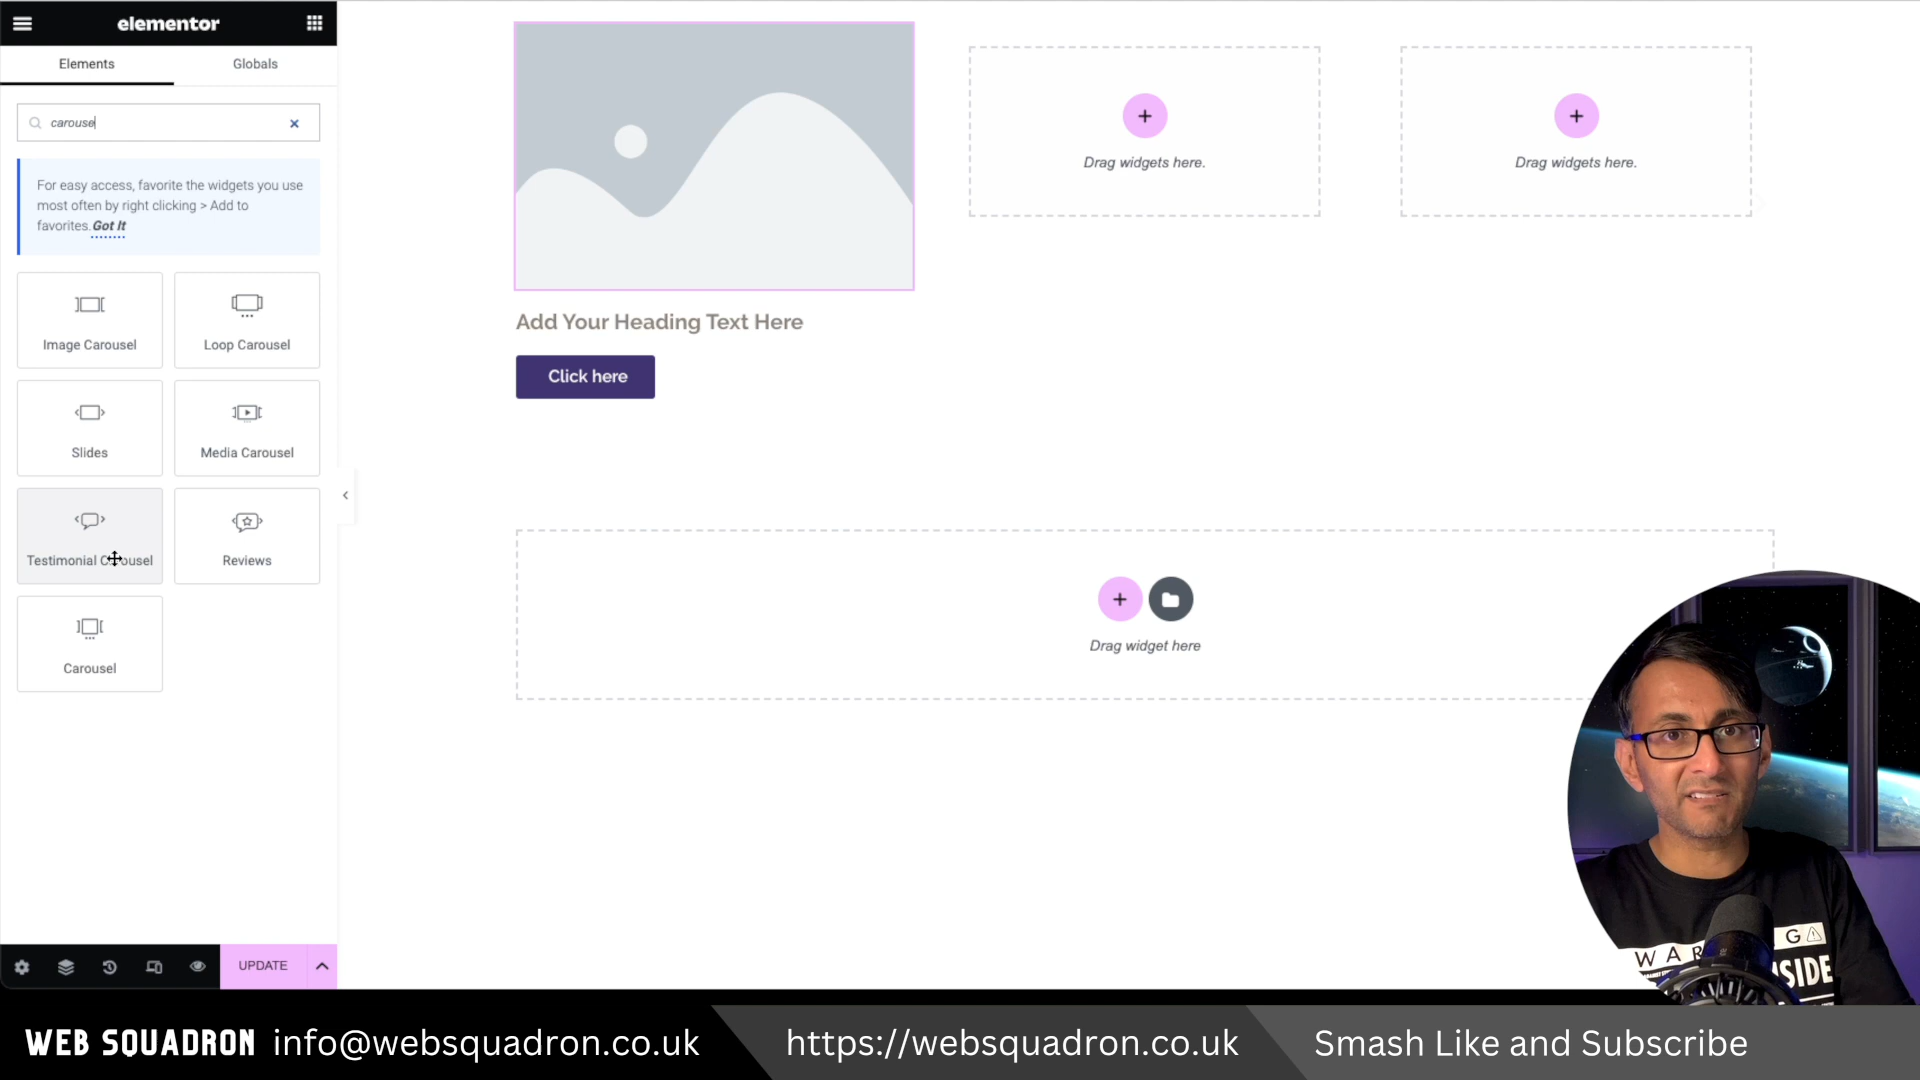 elementor
Elements
Globals
carouse
For easy access, favorite the widgets you use
most often by right clicking > Add to
favorites. Got It
Image Carousel
Loop Carousel
Slides
Media Carousel
Testimonial Carousel
Reviews
Carousel
UPDATE
Drag widgets here.
Drag widgets here.
Add Your Heading Text Here
Click here
Drag widget here
WEB SQUADRON
info@websquadron.co.uk
https://websquadron.co.uk
Smash Like and Subscribe